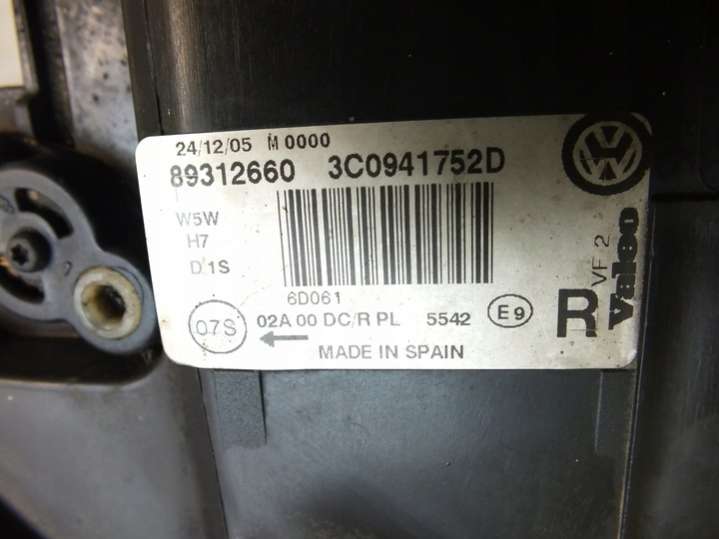 24/12/05 M 0000
89312660 3C0941752D
W5W
H7
D1S
6D061
07S 02A 00 DC/R PL 5542 E9
MADE IN SPAIN
R
VF 2
Valeo
VW